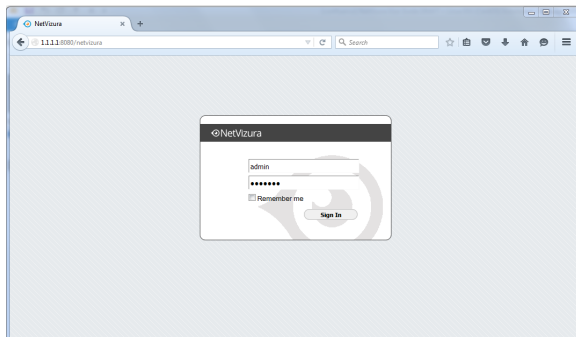 NetVizura
1.1.1.1:8080/netvizura
Search
NetVizura
admin
•••••••
Remember me
Sign In